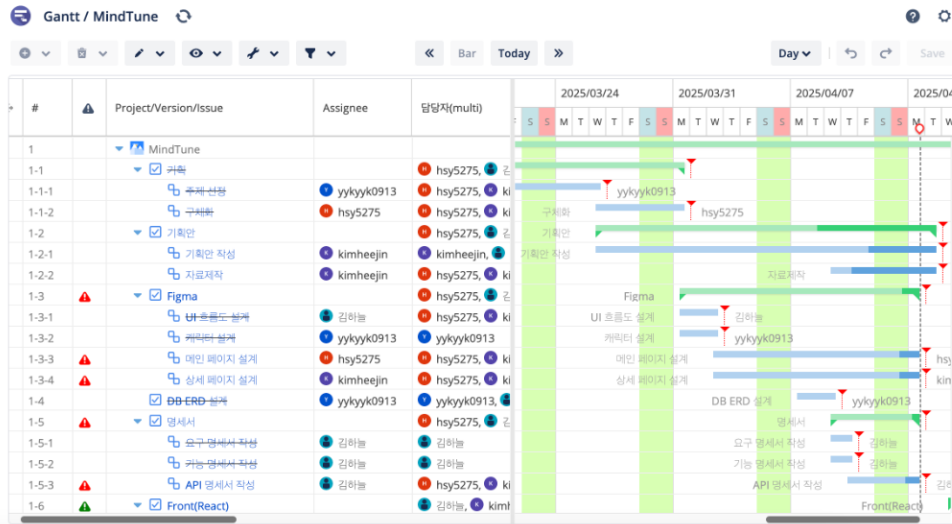 Gantt / MindTune
Bar Today Day Save
# Project/Version/Issue Assignee 담당자(multi) 2025/03/24 2025/03/31 2025/04/07 2025/04
S S M T W T F S S M T W T F S S M T W T F S S M T W
1 MindTune
1-1 기획 hsy5275,
1-1-1 주제 선정 yykyyk0913 hsy5275, ki yykyyk0913
1-1-2 구체화 hsy5275 hsy5275, ki 구체화 hsy5275
1-2 기획안 hsy5275, 기획안
1-2-1 기획안 작성 kimheejin kimheejin, 기획안 작성
1-2-2 자료제작 kimheejin hsy5275, ki 자료제작
1-3 Figma hsy5275, Figma
1-3-1 UI 흐름도 설계 김하늘 hsy5275, ki UI 흐름도 설계 김하늘
1-3-2 캐릭터 설계 yykyyk0913 yykyyk0913 캐릭터 설계 yykyyk0913
1-3-3 메인 페이지 설계 hsy5275 hsy5275, ki 메인 페이지 설계 hsy
1-3-4 상세 페이지 설계 kimheejin hsy5275, ki 상세 페이지 설계 kin
1-4 DB ERD 설계 yykyyk0913 yykyyk0913, DB ERD 설계 yykyyk0913
1-5 명세서 hsy5275, 명세서
1-5-1 요구 명세서 작성 김하늘 김하늘 요구 명세서 작성 김하늘
1-5-2 기능 명세서 작성 김하늘 김하늘 기능 명세서 작성 김하늘
1-5-3 API 명세서 작성 김하늘 hsy5275, ki API 명세서 작성
1-6 Front(React) 김하늘, kimh Front(React)